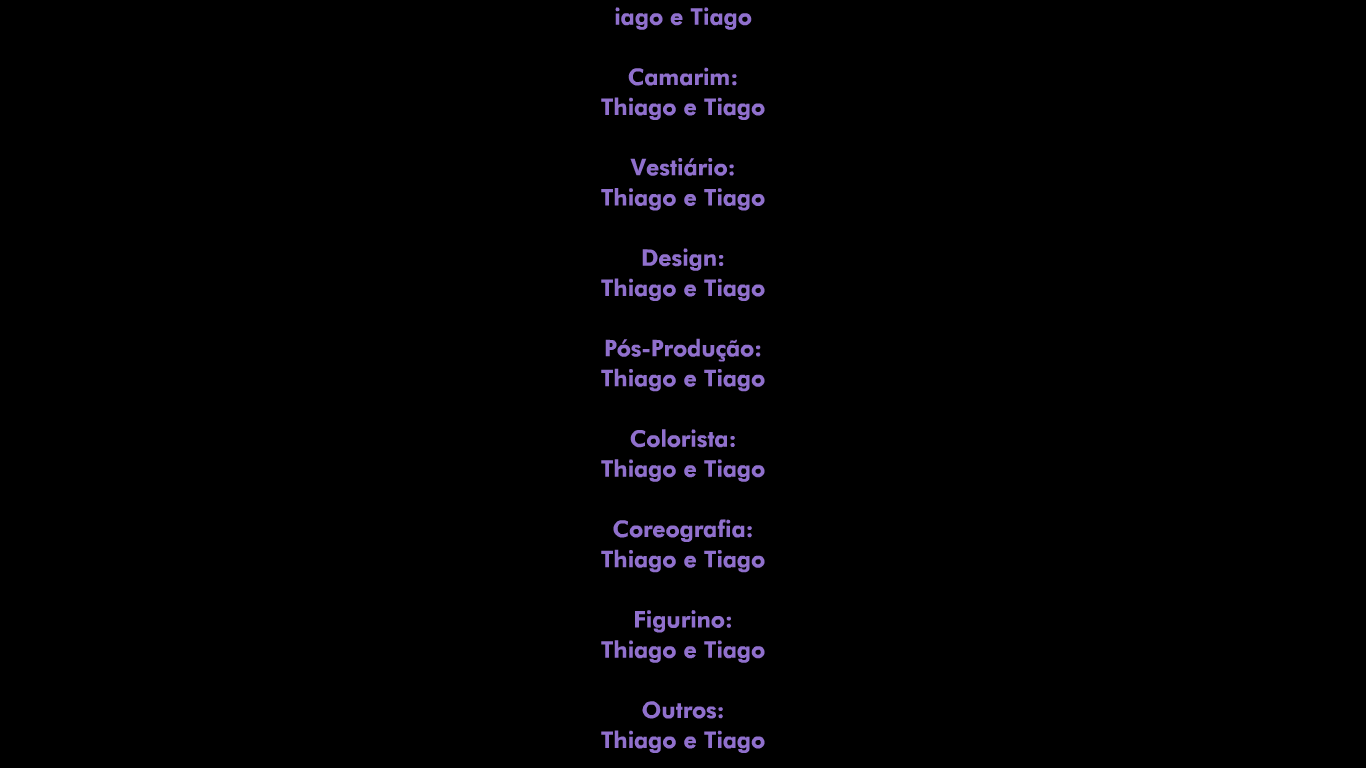 iago e Tiago
Camarim:
Thiago e Tiago
Vestiário:
Thiago e Tiago
Design:
Thiago e Tiago
Pós-Produção:
Thiago e Tiago
Colorista:
Thiago e Tiago
Coreografia:
Thiago e Tiago
Figurino:
Thiago e Tiago
Outros:
Thiago e Tiago